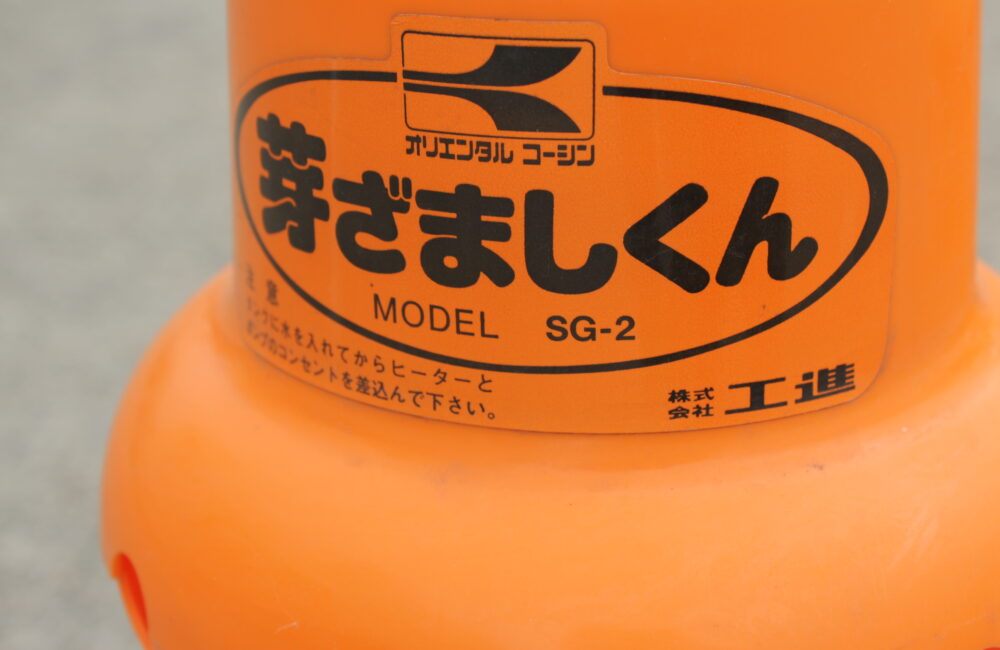 オリエンタル コーシン
芽ざましくん
MODEL SG-2
注意
タンクに水を入れてからヒーターと
ポンプのコンセントを差込んで下さい。
株式会社 工進